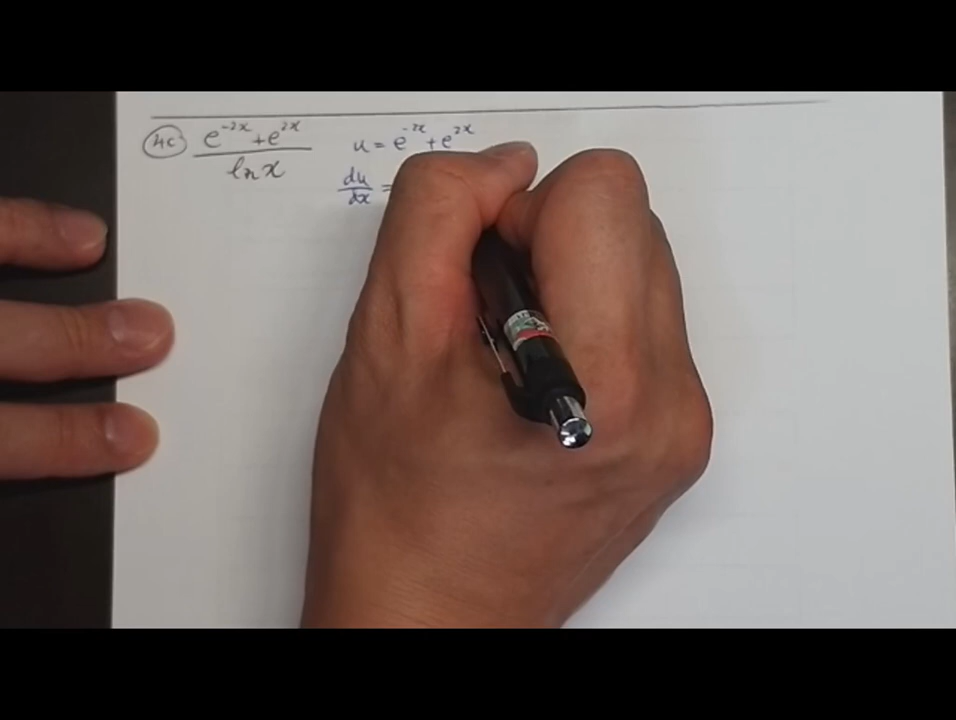 4c e^{-2x}+e^{2x} / ln x u = e^{-2x} + e^{2x}
du/dx =